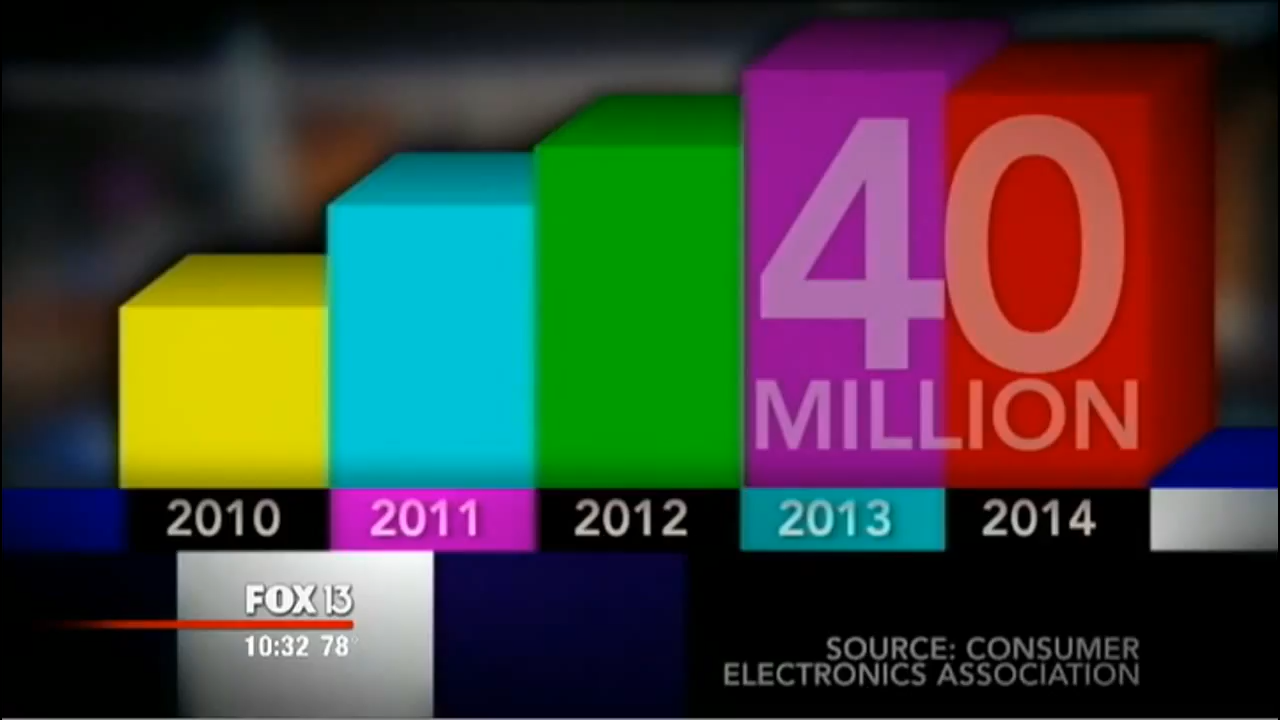 40
MILLION
2010 2011 2012 2013 2014
FOX 13
10:32 78°
SOURCE: CONSUMER
ELECTRONICS ASSOCIATION